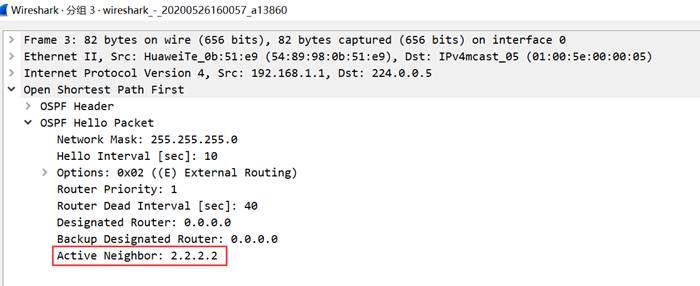 Wireshark · 分组 3 · wireshark_-_20200526160057_a13860
Frame 3: 82 bytes on wire (656 bits), 82 bytes captured (656 bits) on interface 0
Ethernet II, Src: HuaweiTe_0b:51:e9 (54:89:98:0b:51:e9), Dst: IPv4mcast_05 (01:00:5e:00:00:05)
Internet Protocol Version 4, Src: 192.168.1.1, Dst: 224.0.0.5
Open Shortest Path First
OSPF Header
OSPF Hello Packet
Network Mask: 255.255.255.0
Hello Interval [sec]: 10
Options: 0x02 ((E) External Routing)
Router Priority: 1
Router Dead Interval [sec]: 40
Designated Router: 0.0.0.0
Backup Designated Router: 0.0.0.0
Active Neighbor: 2.2.2.2